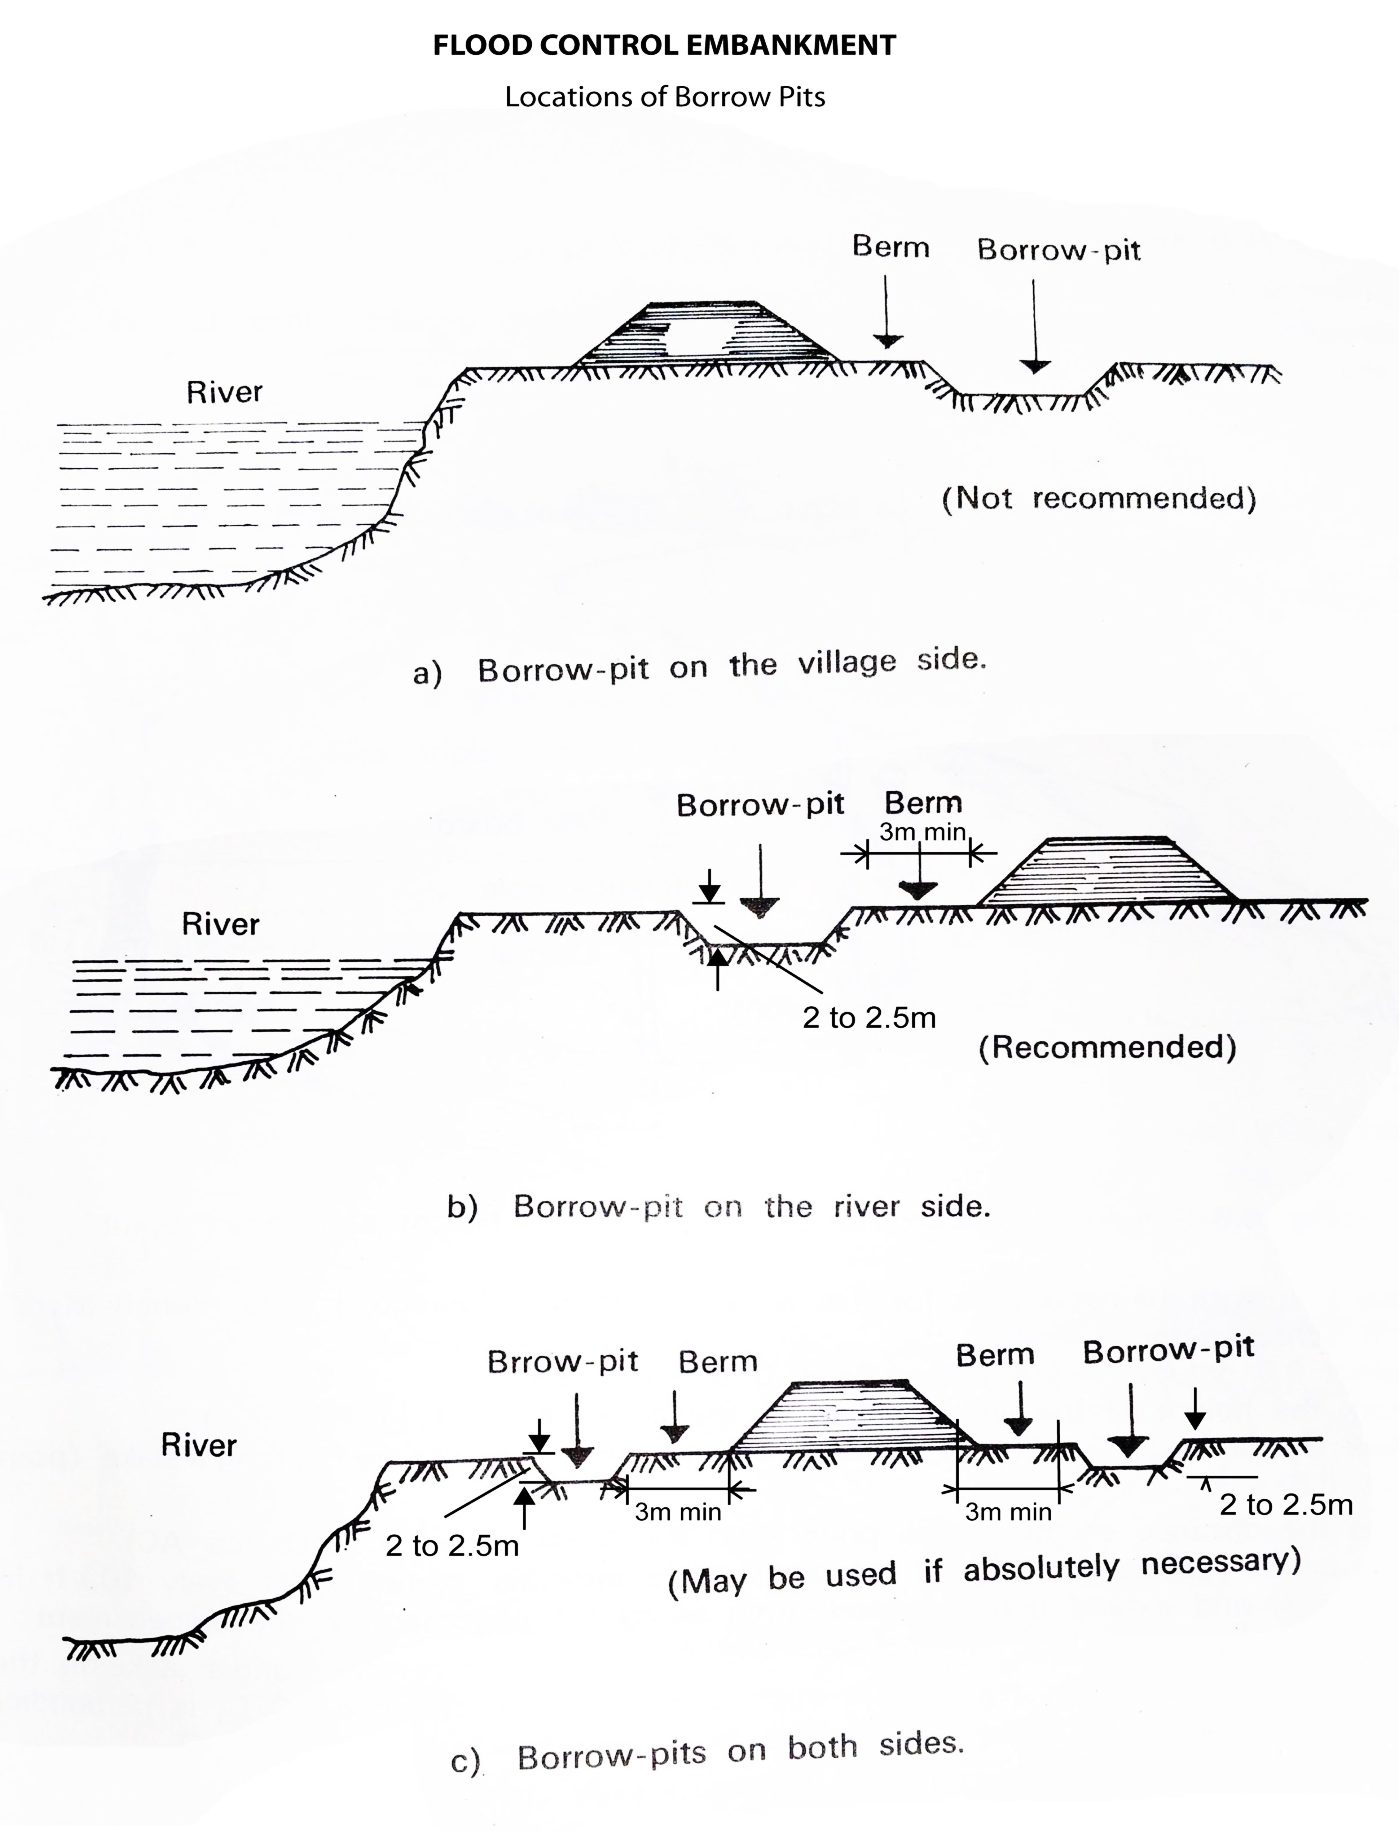 FLOOD CONTROL EMBANKMENT
Locations of Borrow Pits
Berm Borrow-pit
River
(Not recommended)
a) Borrow-pit on the village side.
Borrow-pit Berm
3m min
River
2 to 2.5m
(Recommended)
b) Borrow-pit on the river side.
Brrow-pit Berm Berm Borrow-pit
River
3m min 3m min 2 to 2.5m
2 to 2.5m
(May be used if absolutely necessary)
c) Borrow-pits on both sides.